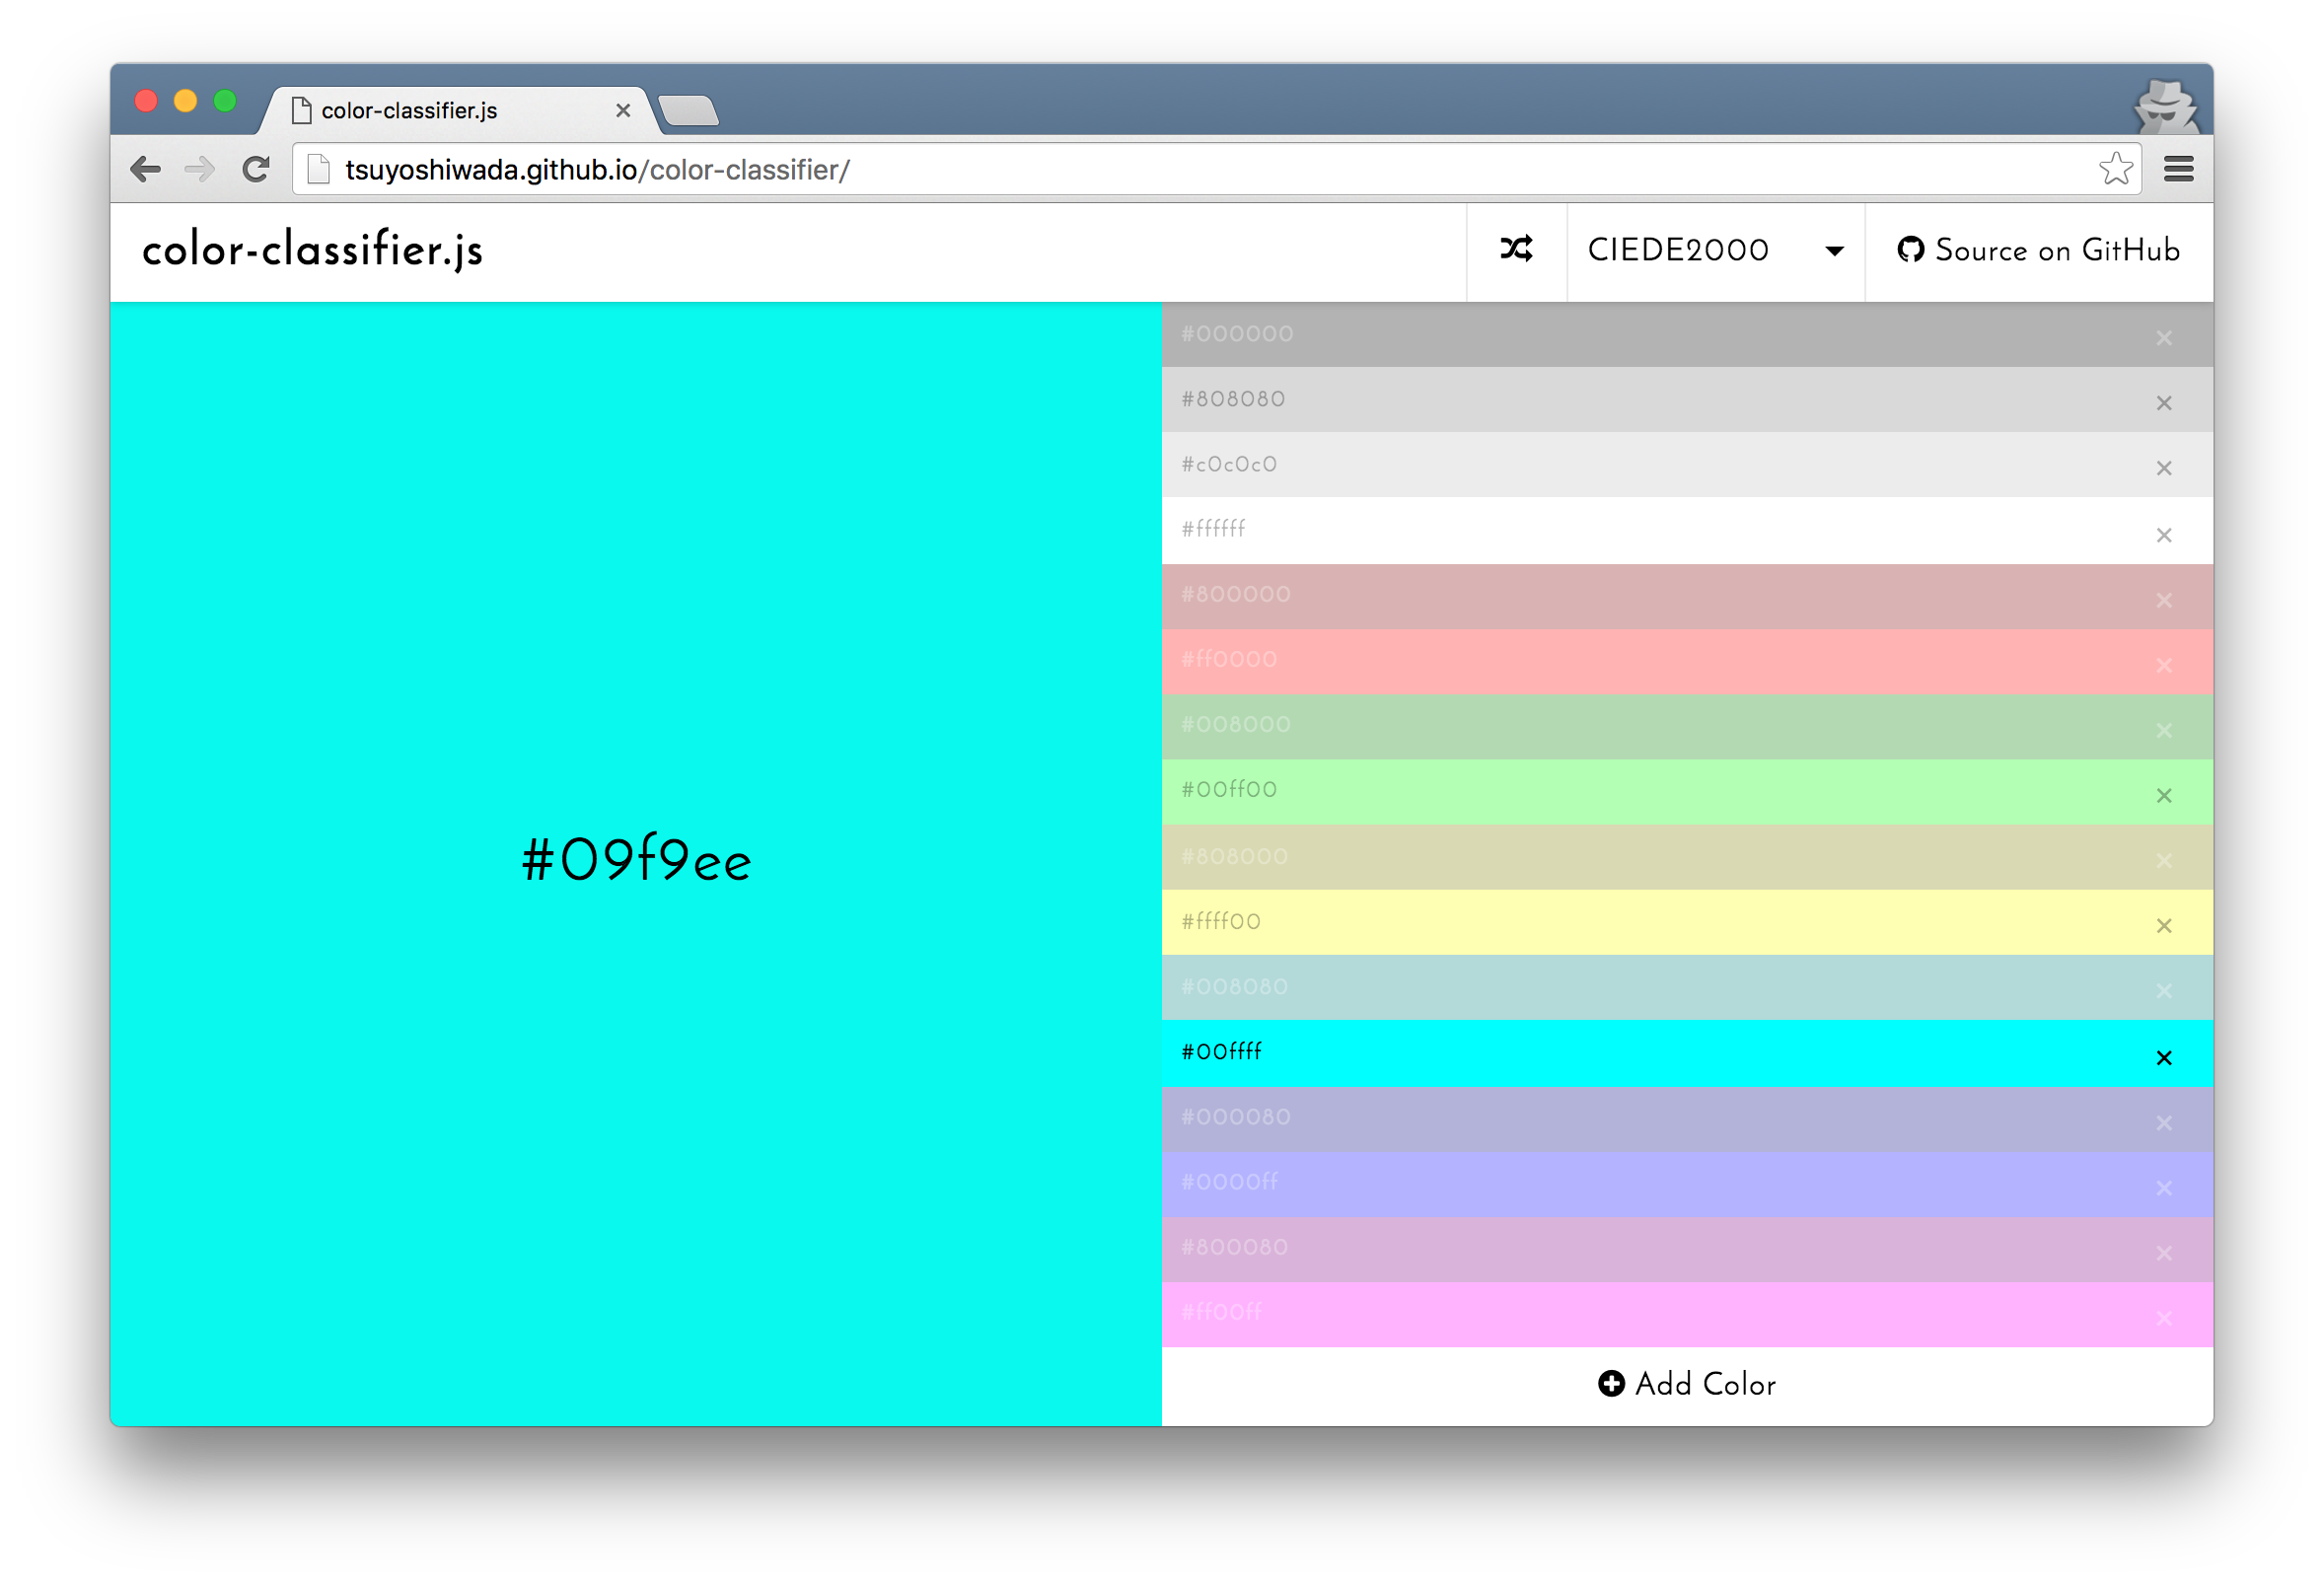 color-classifier.js
tsuyoshiwada.github.io/color-classifier/
color-classifier.js
CIEDE2000
Source on GitHub
#09f9ee
#000000
#808080
#c0c0c0
#ffffff
#800000
#ff0000
#008000
#00ff00
#808000
#ffff00
#008080
#00ffff
#000080
#0000ff
#800080
#ff00ff
Add Color